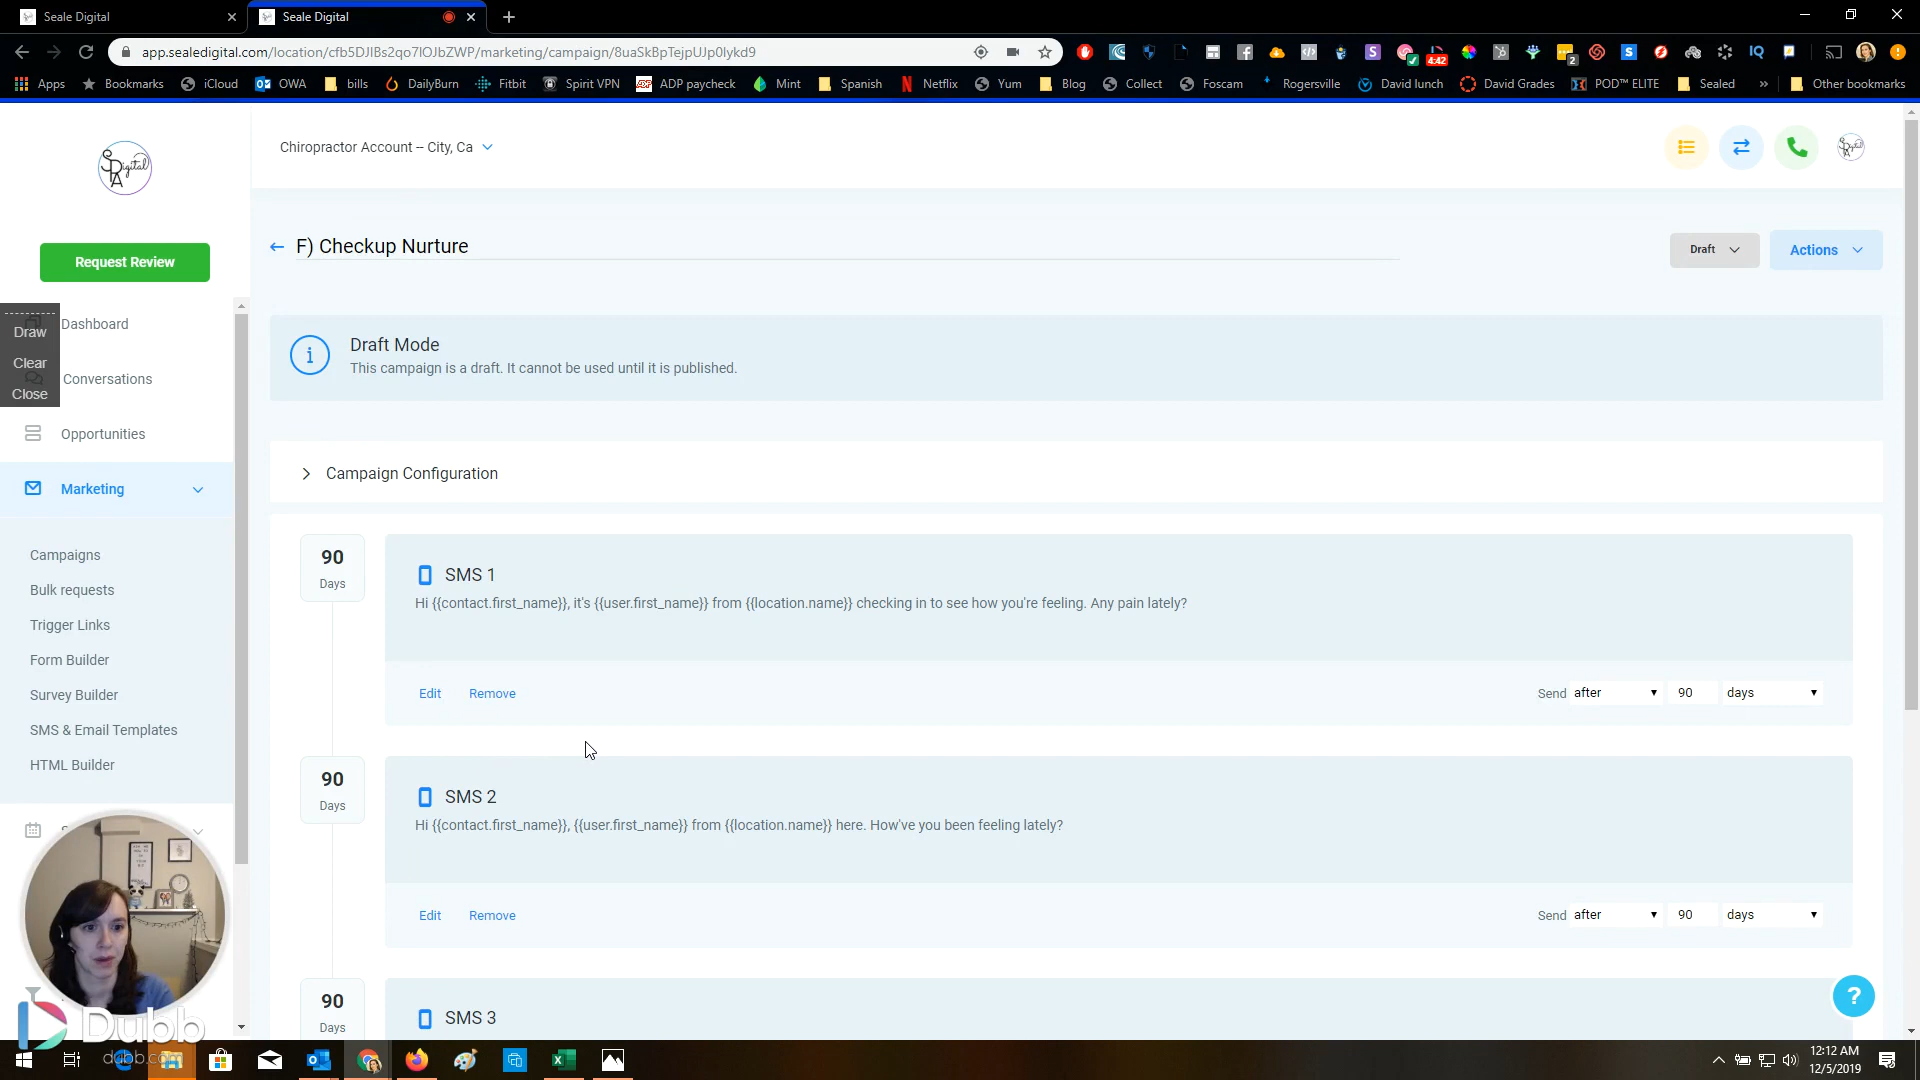 Seale Digital
Seale Digital
app.sealedigital.com/location/cfb5DJlBs2qo7lOJbZWP/marketing/campaign/8uaSkBpTejpUJp0lykd9
4:42
2
IQ
Apps
Bookmarks
iCloud
OWA
bills
DailyBurn
Fitbit
Spirit VPN
ADP paycheck
Mint
Spanish
Netflix
Yum
Blog
Collect
Foscam
Rogersville
David lunch
David Grades
POD™ ELITE
Sealed
»
Other bookmarks
Chiropractor Account -- City, Ca
Request Review
F) Checkup Nurture
Draft
Actions
Draw
Clear
Close
Dashboard
Conversations
Opportunities
Marketing
Campaigns
Bulk requests
Trigger Links
Form Builder
Survey Builder
SMS & Email Templates
HTML Builder
Draft Mode
This campaign is a draft. It cannot be used until it is published.
Campaign Configuration
90
Days
SMS 1
Hi {{contact.first_name}}, it's {{user.first_name}} from {{location.name}} checking in to see how you're feeling. Any pain lately?
Edit
Remove
Send after 90 days
90
Days
SMS 2
Hi {{contact.first_name}}, {{user.first_name}} from {{location.name}} here. How've you been feeling lately?
Edit
Remove
Send after 90 days
90
Days
SMS 3
?
Dubb
dubb.com
12:12 AM
12/5/2019